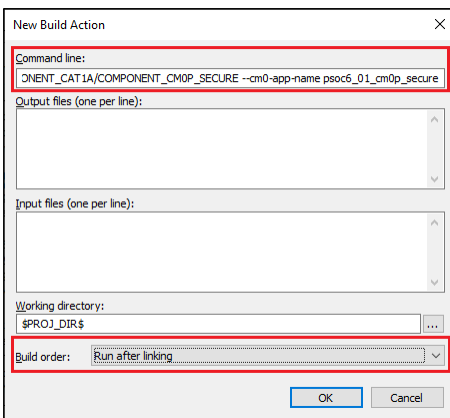 New Build Action
Command line:
ONENT_CAT1A/COMPONENT_CM0P_SECURE --cm0-app-name psoc6_01_cm0p_secure
Output files (one per line):
Input files (one per line):
Working directory:
$PROJ_DIR$
...
Build order:
Run after linking
OK
Cancel